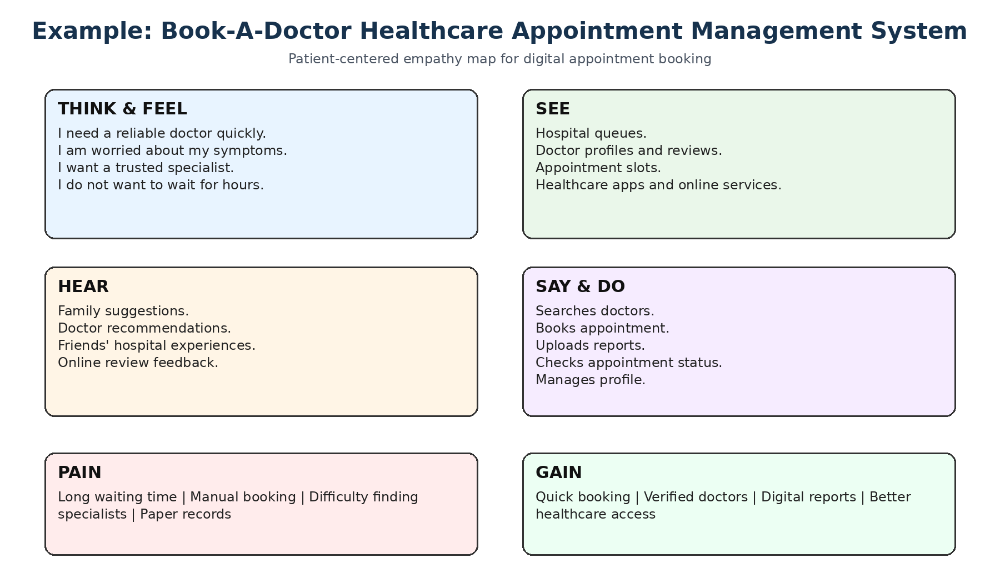 Example: Book-A-Doctor Healthcare Appointment Management System
Patient-centered empathy map for digital appointment booking
THINK & FEEL
I need a reliable doctor quickly.
I am worried about my symptoms.
I want a trusted specialist.
I do not want to wait for hours.
SEE
Hospital queues.
Doctor profiles and reviews.
Appointment slots.
Healthcare apps and online services.
HEAR
Family suggestions.
Doctor recommendations.
Friends' hospital experiences.
Online review feedback.
SAY & DO
Searches doctors.
Books appointment.
Uploads reports.
Checks appointment status.
Manages profile.
PAIN
Long waiting time | Manual booking | Difficulty finding
specialists | Paper records
GAIN
Quick booking | Verified doctors | Digital reports | Better
healthcare access